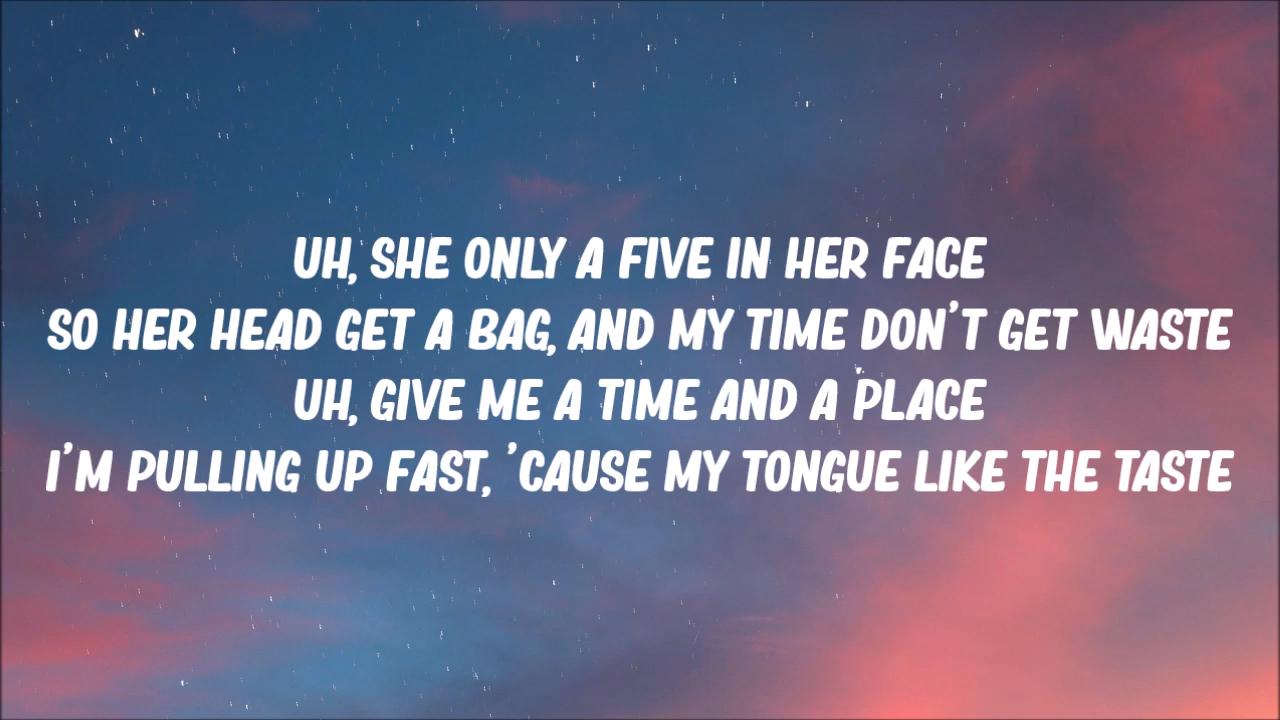 UH, SHE ONLY A FIVE IN HER FACE
SO HER HEAD GET A BAG, AND MY TIME DON'T GET WASTE
UH, GIVE ME A TIME AND A PLACE
I'M PULLING UP FAST, 'CAUSE MY TONGUE LIKE THE TASTE